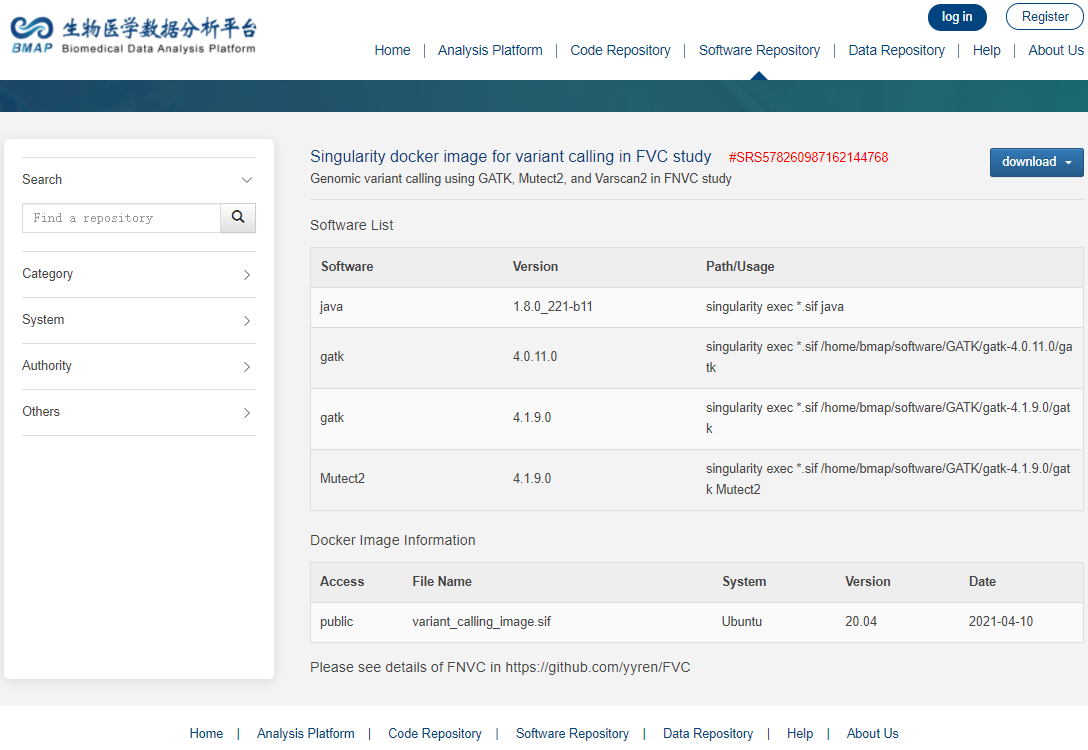 生物医学数据分析平台
BMAP Biomedical Data Analysis Platform
log in
Register
Home | Analysis Platform | Code Repository | Software Repository | Data Repository | Help | About Us
Search
Find a repository
Category
System
Authority
Others
Singularity docker image for variant calling in FVC study #SRS578260987162144768
download
Genomic variant calling using GATK, Mutect2, and Varscan2 in FNVC study
Software List
Software Version Path/Usage
java 1.8.0_221-b11 singularity exec *.sif java
gatk 4.0.11.0 singularity exec *.sif /home/bmap/software/GATK/gatk-4.0.11.0/ga
tk
gatk 4.1.9.0 singularity exec *.sif /home/bmap/software/GATK/gatk-4.1.9.0/gat
k
Mutect2 4.1.9.0 singularity exec *.sif /home/bmap/software/GATK/gatk-4.1.9.0/gat
k Mutect2
Docker Image Information
Access File Name System Version Date
public variant_calling_image.sif Ubuntu 20.04 2021-04-10
Please see details of FNVC in https://github.com/yyren/FVC
Home | Analysis Platform | Code Repository | Software Repository | Data Repository | Help | About Us